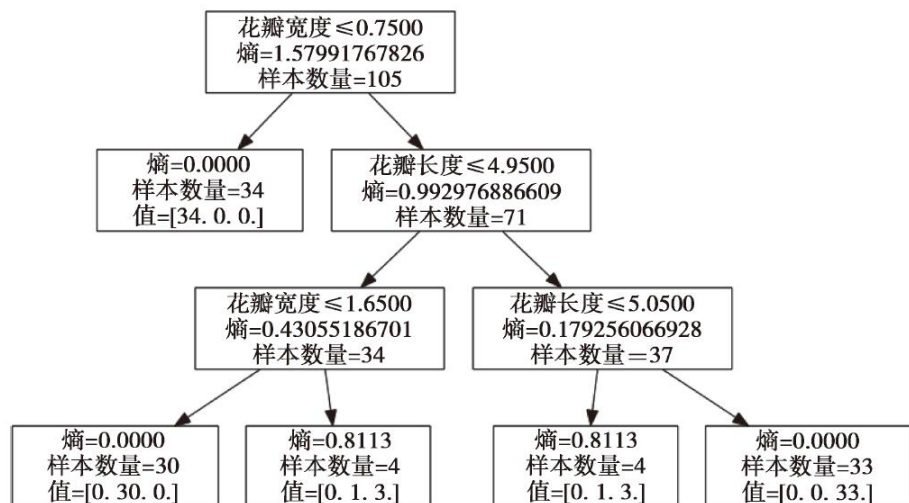 花瓣宽度≤0.7500
熵=1.57991767826
样本数量=105
熵=0.0000
样本数量=34
值=[34. 0. 0.]
花瓣长度≤4.9500
熵=0.992976886609
样本数量=71
花瓣宽度≤1.6500
熵=0.43055186701
样本数量=34
花瓣长度≤5.0500
熵=0.179256066928
样本数量=37
熵=0.0000
样本数量=30
值=[0. 30. 0.]
熵=0.8113
样本数量=4
值=[0. 1. 3.]
熵=0.8113
样本数量=4
值=[0. 1. 3.]
熵=0.0000
样本数量=33
值=[0. 0. 33.]